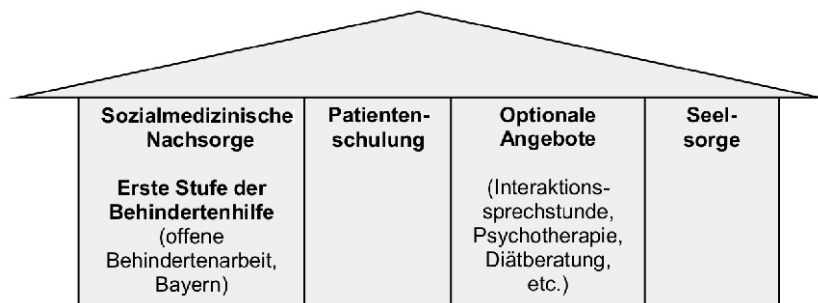 Sozialmedizinische
Nachsorge
Erste Stufe der
Behindertenhilfe
(offene
Behindertenarbeit,
Bayern)
Patienten-
schulung
Optionale
Angebote
(Interaktions-
sprechstunde,
Psychotherapie,
Diätberatung,
etc.)
Seel-
sorge